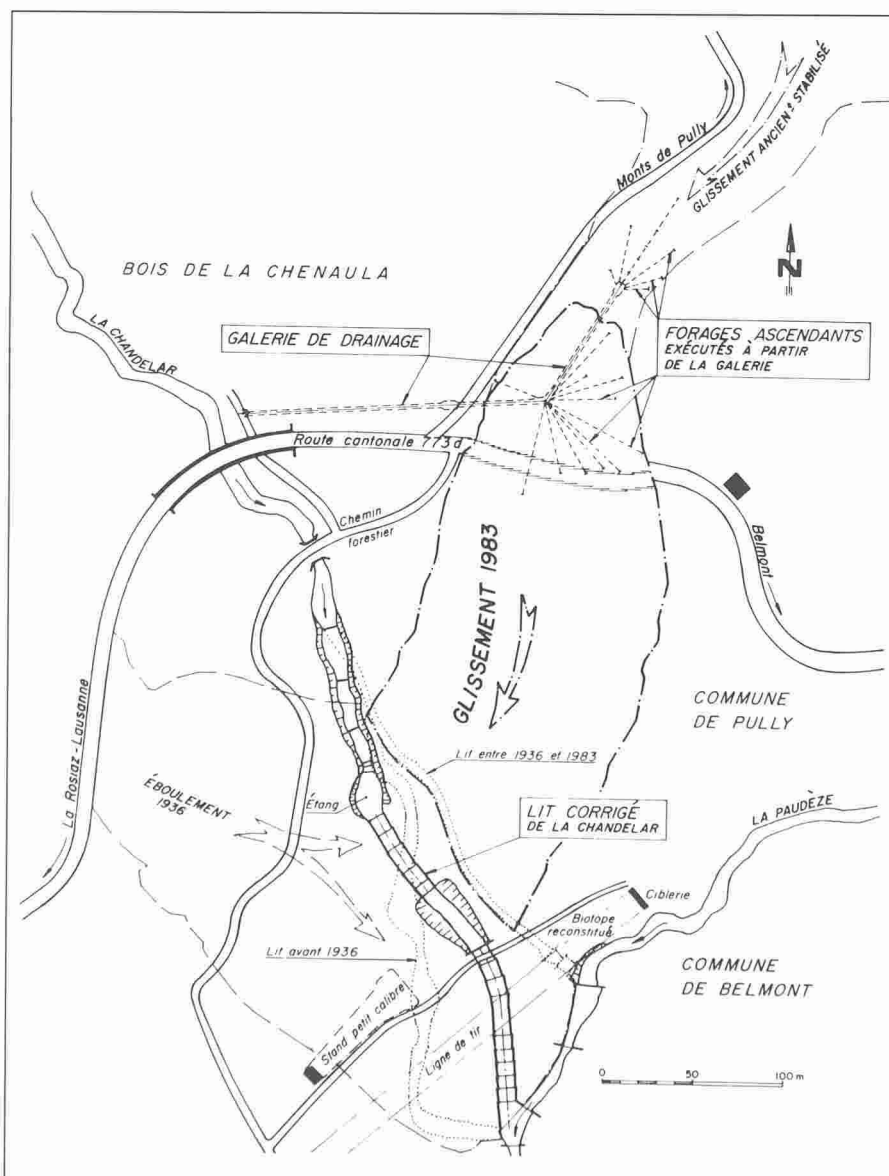 Monts de Pully
GLISSEMENT ANCIENt STABILISÉ
N
BOIS DE LA CHENAULA
LA CHANDELAR
GALERIE DE DRAINAGE
FORAGES ASCENDANTS
EXÉCUTÉS À PARTIR
DE LA GALERIE
Route cantonale 773 d
Chemin
forestier
Belmont
GLISSEMENT 1983
COMMUNE
DE PULLY
La Rosiaz-Lausanne
Lit entre 1936 et 1983
ÉBOULEMENT
1936
Étang
LIT CORRIGÉ
DE LA CHANDELAR
LA PAUDÈZE
Ciblerie
Biotope
reconstitué
Lit avant 1936
COMMUNE
DE BELMONT
Stand petit calibre
Ligne de tir
0 50 100 m